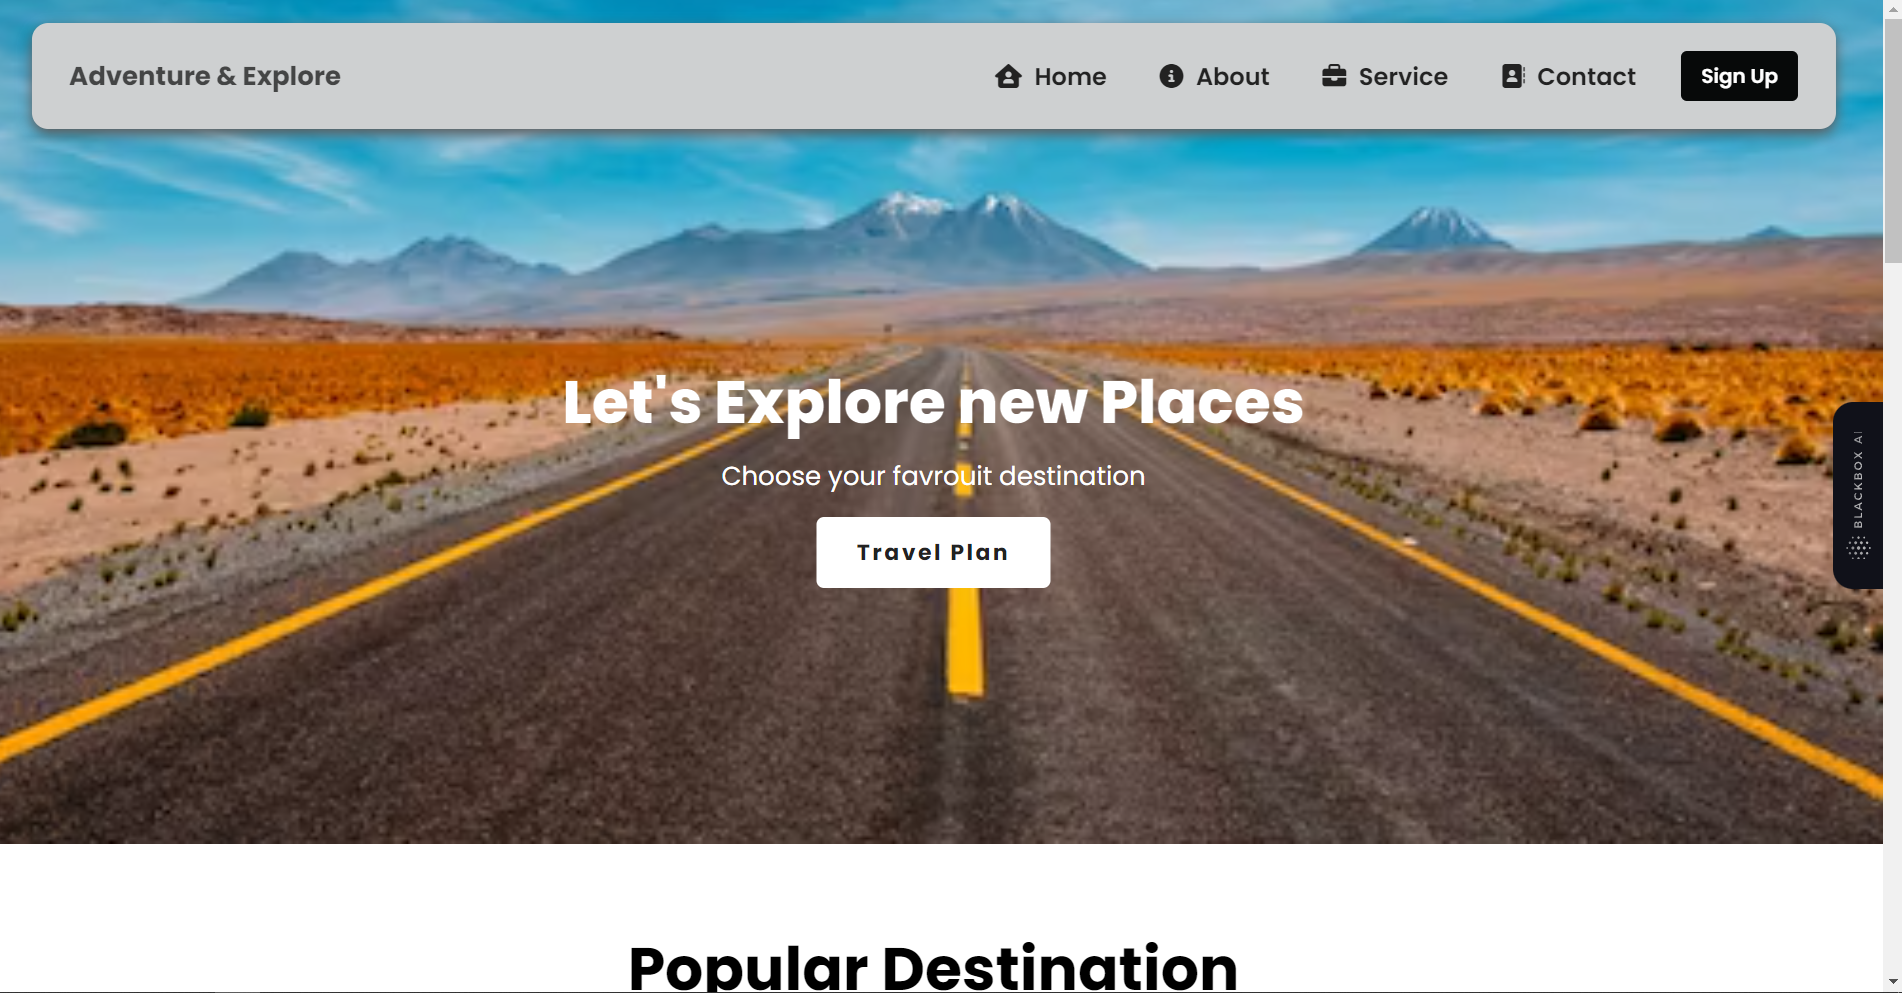 Adventure & Explore
Home
About
Service
Contact
Sign Up
Let's Explore new Places
Choose your favrouit destination
Travel Plan
BLACKBOX AI
Popular Destination